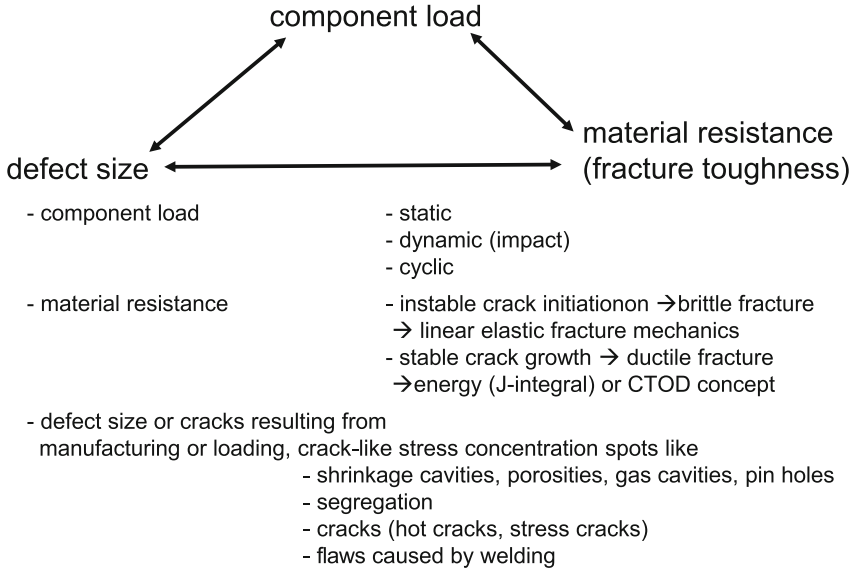 component load
material resistance
(fracture toughness)
defect size
- component load
- static
- dynamic (impact)
- cyclic
- material resistance
- instable crack initiationon →brittle fracture
→ linear elastic fracture mechanics
- stable crack growth → ductile fracture
→energy (J-integral) or CTOD concept
- defect size or cracks resulting from
manufacturing or loading, crack-like stress concentration spots like
- shrinkage cavities, porosities, gas cavities, pin holes
- segregation
- cracks (hot cracks, stress cracks)
- flaws caused by welding